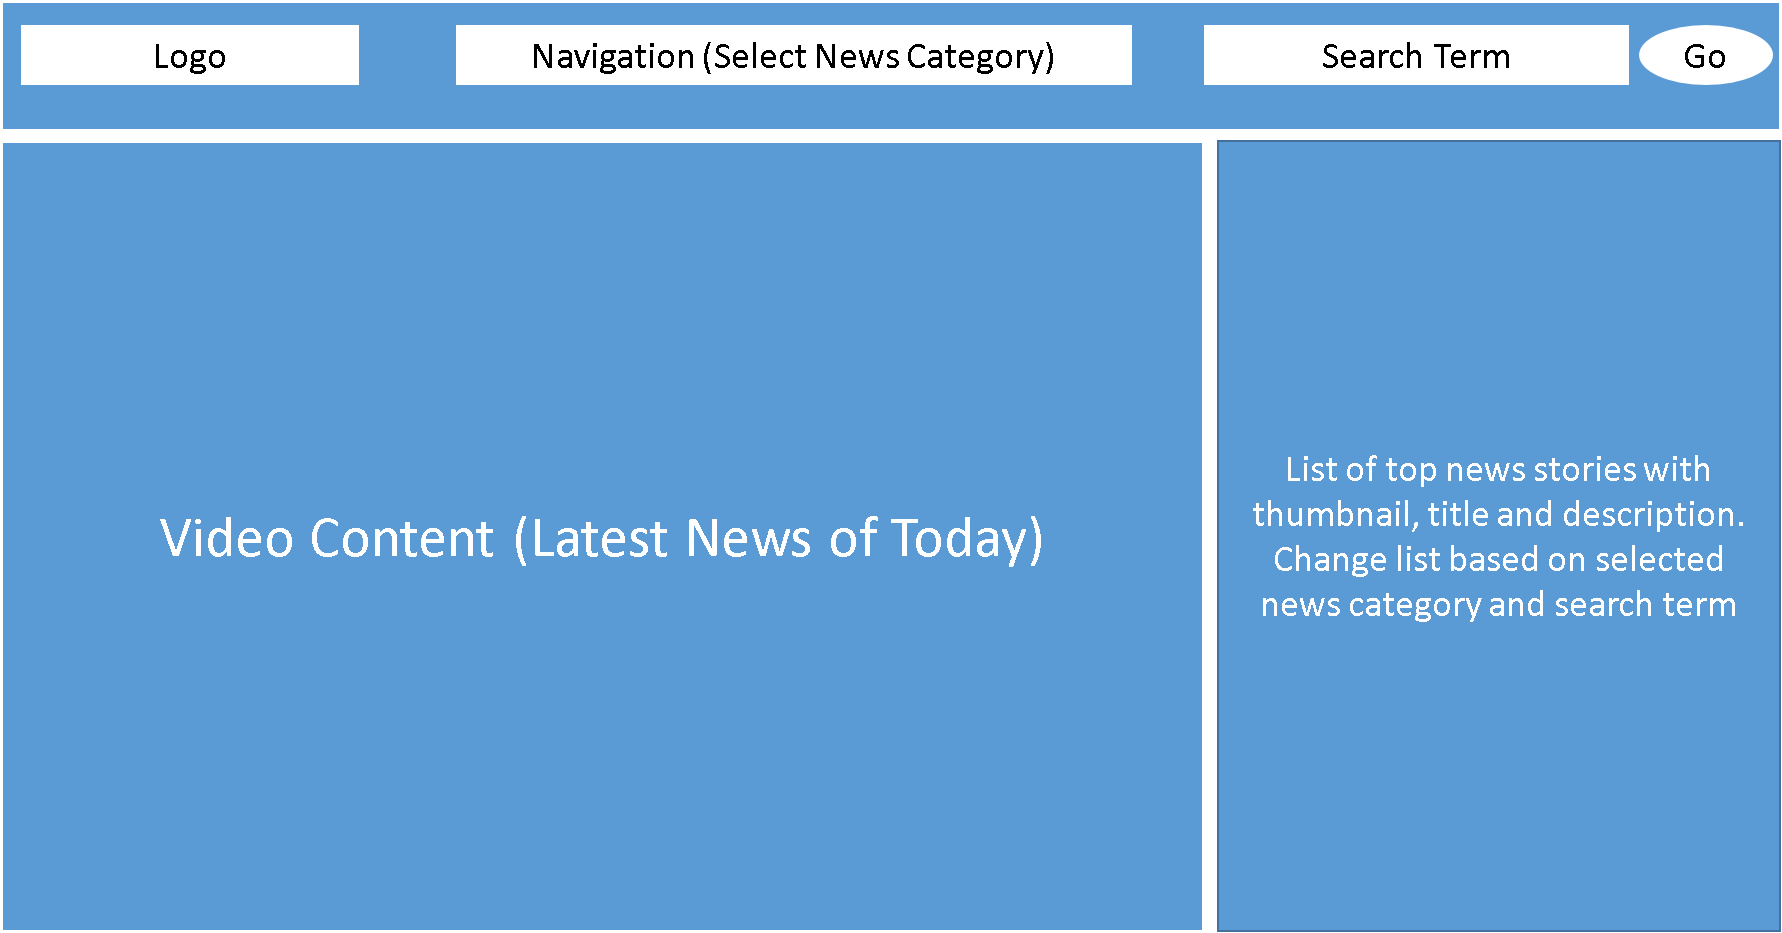 Logo
Navigation (Select News Category)
Search Term
Go
Video Content (Latest News of Today)
List of top news stories with
thumbnail, title and description.
Change list based on selected
news category and search term